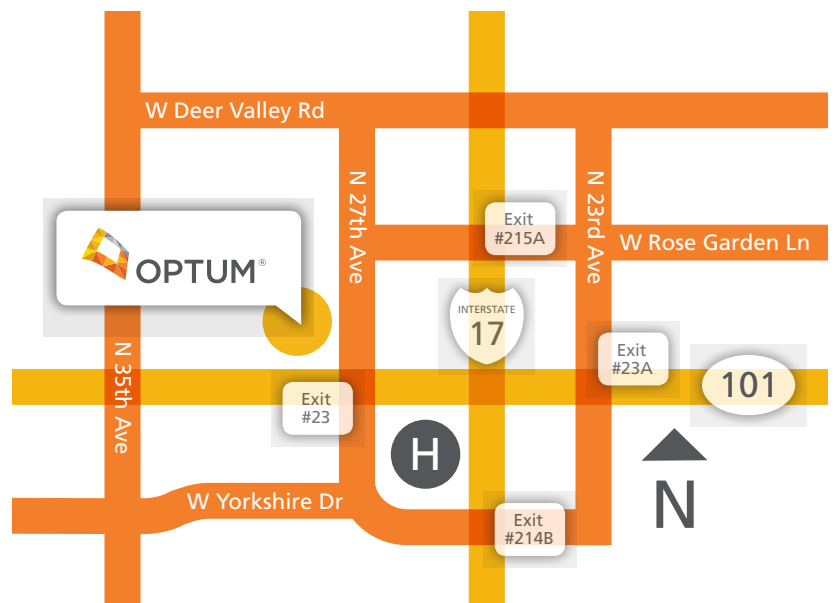 W Deer Valley Rd
N 27th Ave
N 23rd Ave
Exit
#215A
W Rose Garden Ln
OPTUM®
INTERSTATE
17
N 35th Ave
Exit
#23A
101
Exit
#23
H
N
W Yorkshire Dr
Exit
#214B